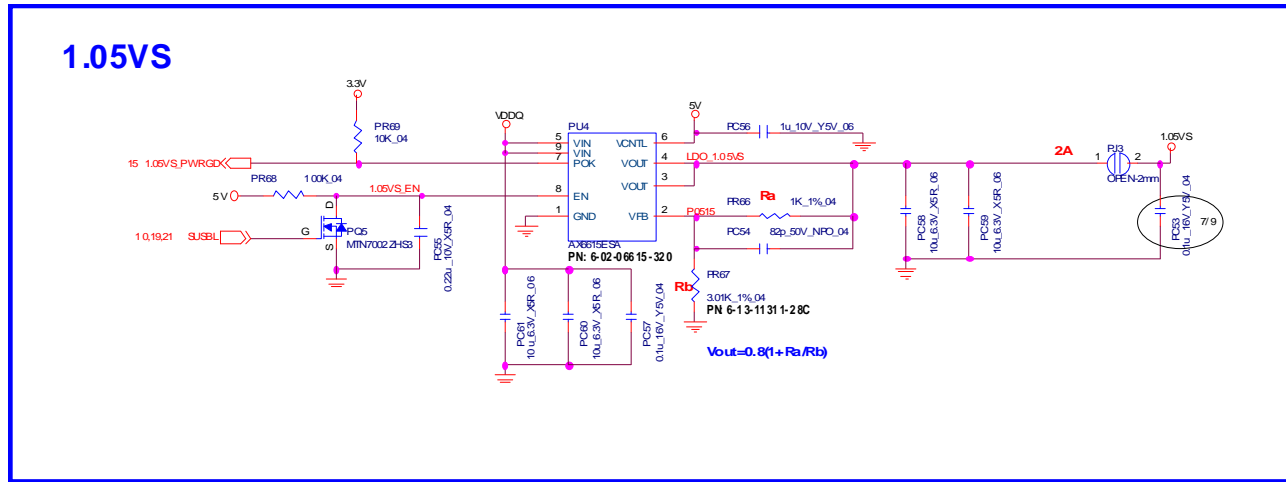 1.05VS
3.3V
PR69
10K_04
15 1.05VS_PWRGD
PR68
100K_04
5V
1.05VS_EN
10,19,21 SUSBL
D
G
S
PQ5
MTN7002ZHS3
PC55
0.22u_10V_X5R_04
VDDQ
PU4
5 VIN
9 VIN
7 POK
8 EN
1 GND
VCNTL 6
VOUT 4
VOUT 3
VFB 2
AX6615ESA
PN: 6-02-06615-320
5V
PC56
1u_10V_Y5V_06
LDO_1.05VS
P0515
Ra
PR66
1K_1%_04
PC54
82p_50V_NPO_04
Rb
PR67
3.01K_1%_04
PN: 6-13-11311-28C
Vout=0.8(1+Ra/Rb)
PC61
10u_6.3V_X5R_06
PC60
10u_6.3V_X5R_06
PC57
0.1u_16V_Y5V_04
PC58
10u_6.3V_X5R_06
PC59
10u_6.3V_X5R_06
2A
PJ3
1 2
OPEN-2mm
1.05VS
PC53
0.1u_16V_Y5V_04
7/9